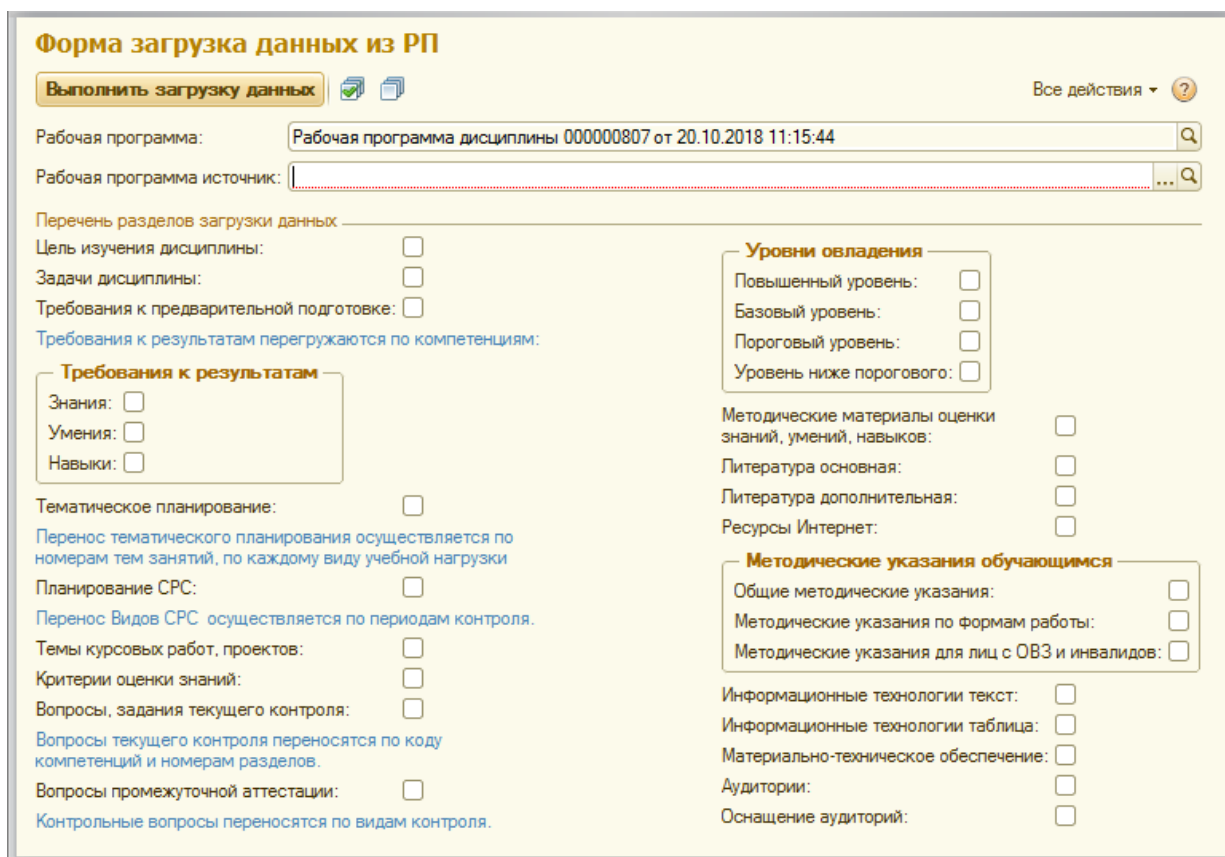 Форма загрузка данных из РП
Выполнить загрузку данных
Все действия
?
Рабочая программа:
Рабочая программа дисциплины 000000807 от 20.10.2018 11:15:44
Рабочая программа источник:
...
Перечень разделов загрузки данных
Цель изучения дисциплины:
Задачи дисциплины:
Требования к предварительной подготовке:
Требования к результатам перегружаются по компетенциям:
Требования к результатам
Знания:
Умения:
Навыки:
Тематическое планирование:
Перенос тематического планирования осуществляется по
номерам тем занятий, по каждому виду учебной нагрузки
Планирование СРС:
Перенос Видов СРС осуществляется по периодам контроля.
Темы курсовых работ, проектов:
Критерии оценки знаний:
Вопросы, задания текущего контроля:
Вопросы текущего контроля переносятся по коду
компетенций и номерам разделов.
Вопросы промежуточной аттестации:
Контрольные вопросы переносятся по видам контроля.
Уровни овладения
Повышенный уровень:
Базовый уровень:
Пороговый уровень:
Уровень ниже порогового:
Методические материалы оценки
знаний, умений, навыков:
Литература основная:
Литература дополнительная:
Ресурсы Интернет:
Методические указания обучающимся
Общие методические указания:
Методические указания по формам работы:
Методические указания для лиц с ОВЗ и инвалидов:
Информационные технологии текст:
Информационные технологии таблица:
Материально-техническое обеспечение:
Аудитории:
Оснащение аудиторий: